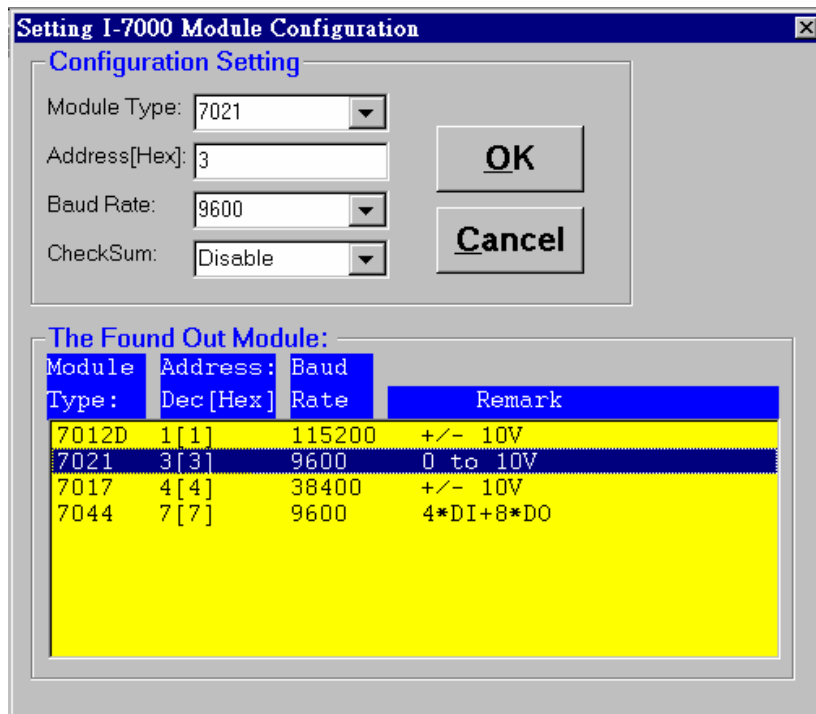 Setting I-7000 Module Configuration
Configuration Setting
Module Type: 7021
Address[Hex]: 3
Baud Rate: 9600
CheckSum: Disable
OK
Cancel
The Found Out Module:
Module Address: Baud
Type: Dec[Hex] Rate Remark
7012D 1[1] 115200 +/- 10V
7021 3[3] 9600 0 to 10V
7017 4[4] 38400 +/- 10V
7044 7[7] 9600 4*DI+8*DO